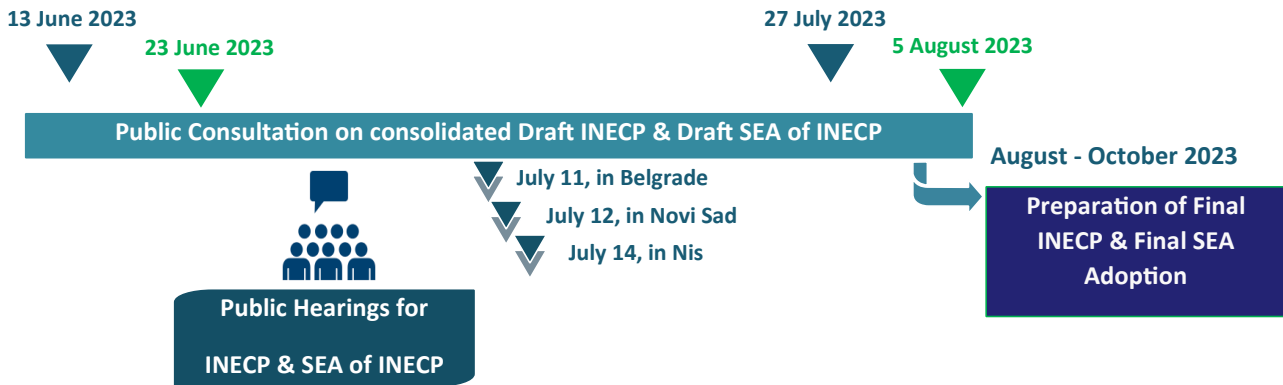 13 June 2023
27 July 2023
23 June 2023
5 August 2023
Public Consultation on consolidated Draft INECP & Draft SEA of INECP
July 11, in Belgrade
July 12, in Novi Sad
July 14, in Nis
August - October 2023
Preparation of Final
INECP & Final SEA
Adoption
Public Hearings for
INECP & SEA of INECP